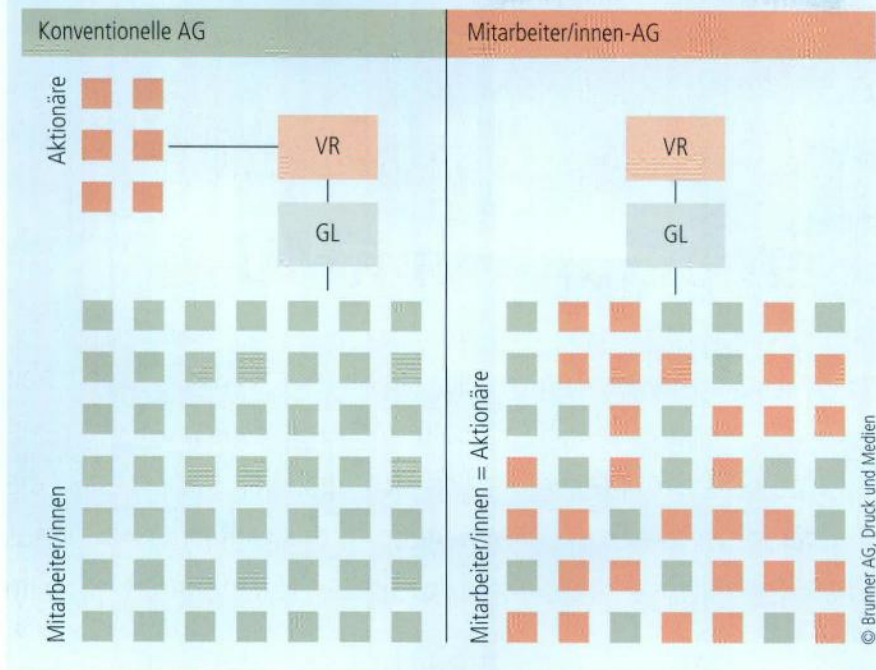 Konventionelle AG
Aktionäre
VR
GL
Mitarbeiter/innen
Mitarbeiter/innen-AG
VR
GL
Mitarbeiter/innen = Aktionäre
© Brunner AG, Druck und Medien